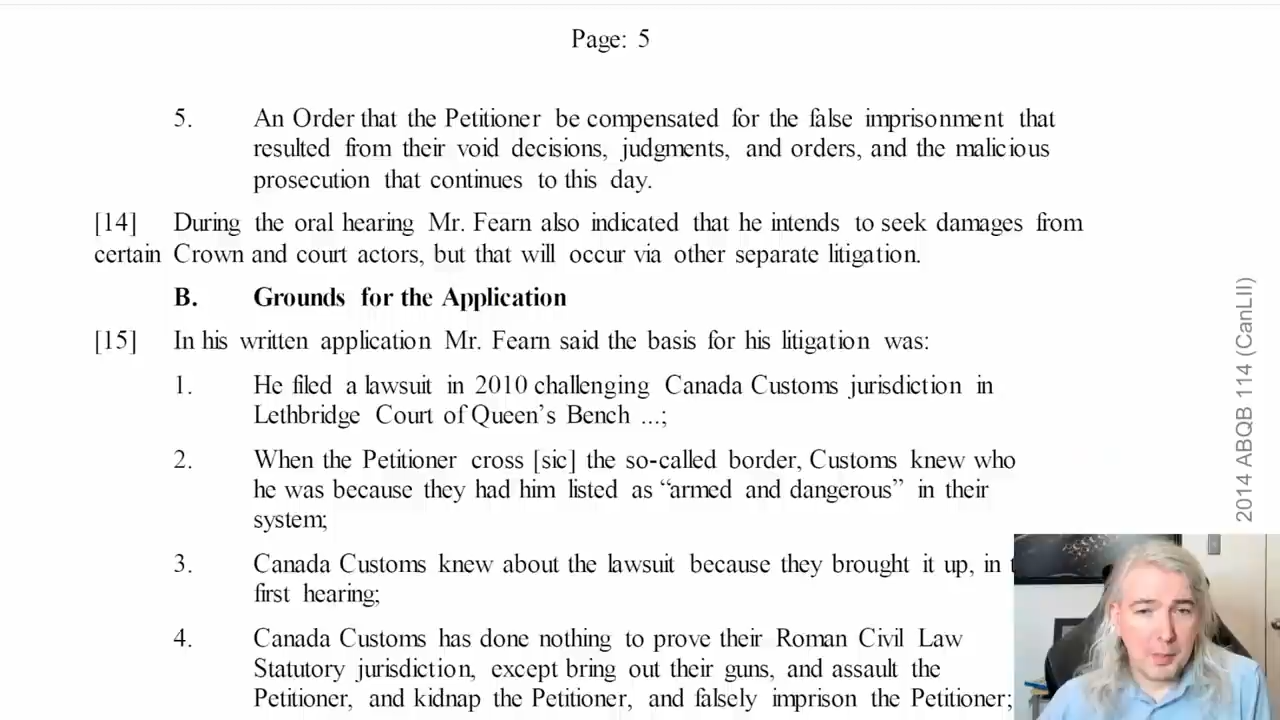 Page: 5
5. An Order that the Petitioner be compensated for the false imprisonment that
resulted from their void decisions, judgments, and orders, and the malicious
prosecution that continues to this day.
[14] During the oral hearing Mr. Fearn also indicated that he intends to seek damages from
certain Crown and court actors, but that will occur via other separate litigation.
B. Grounds for the Application
[15] In his written application Mr. Fearn said the basis for his litigation was:
1. He filed a lawsuit in 2010 challenging Canada Customs jurisdiction in
Lethbridge Court of Queen's Bench ...;
2. When the Petitioner cross [sic] the so-called border, Customs knew who
he was because they had him listed as “armed and dangerous” in their
system;
3. Canada Customs knew about the lawsuit because they brought it up, in
first hearing;
4. Canada Customs has done nothing to prove their Roman Civil Law
Statutory jurisdiction, except bring out their guns, and assault the
Petitioner, and kidnap the Petitioner, and falsely imprison the Petitioner;
2014 ABQB 114 (CanLII)